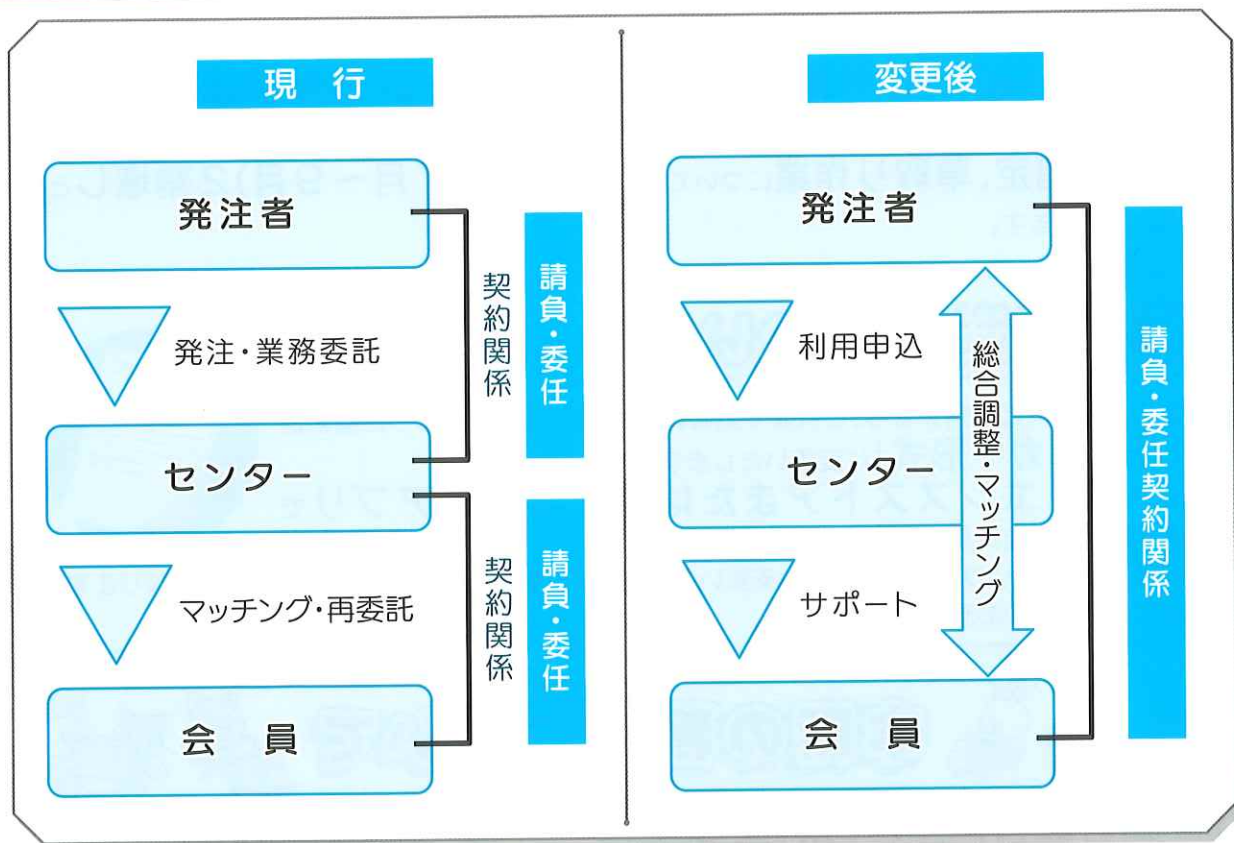 現 行
発注者
発注・業務委託
センター
マッチング・再委託
会 員
契約関係
請負・委任
契約関係
請負・委任
変更後
発注者
利用申込
センター
サポート
会 員
総合調整・マッチング
請負・委任契約関係